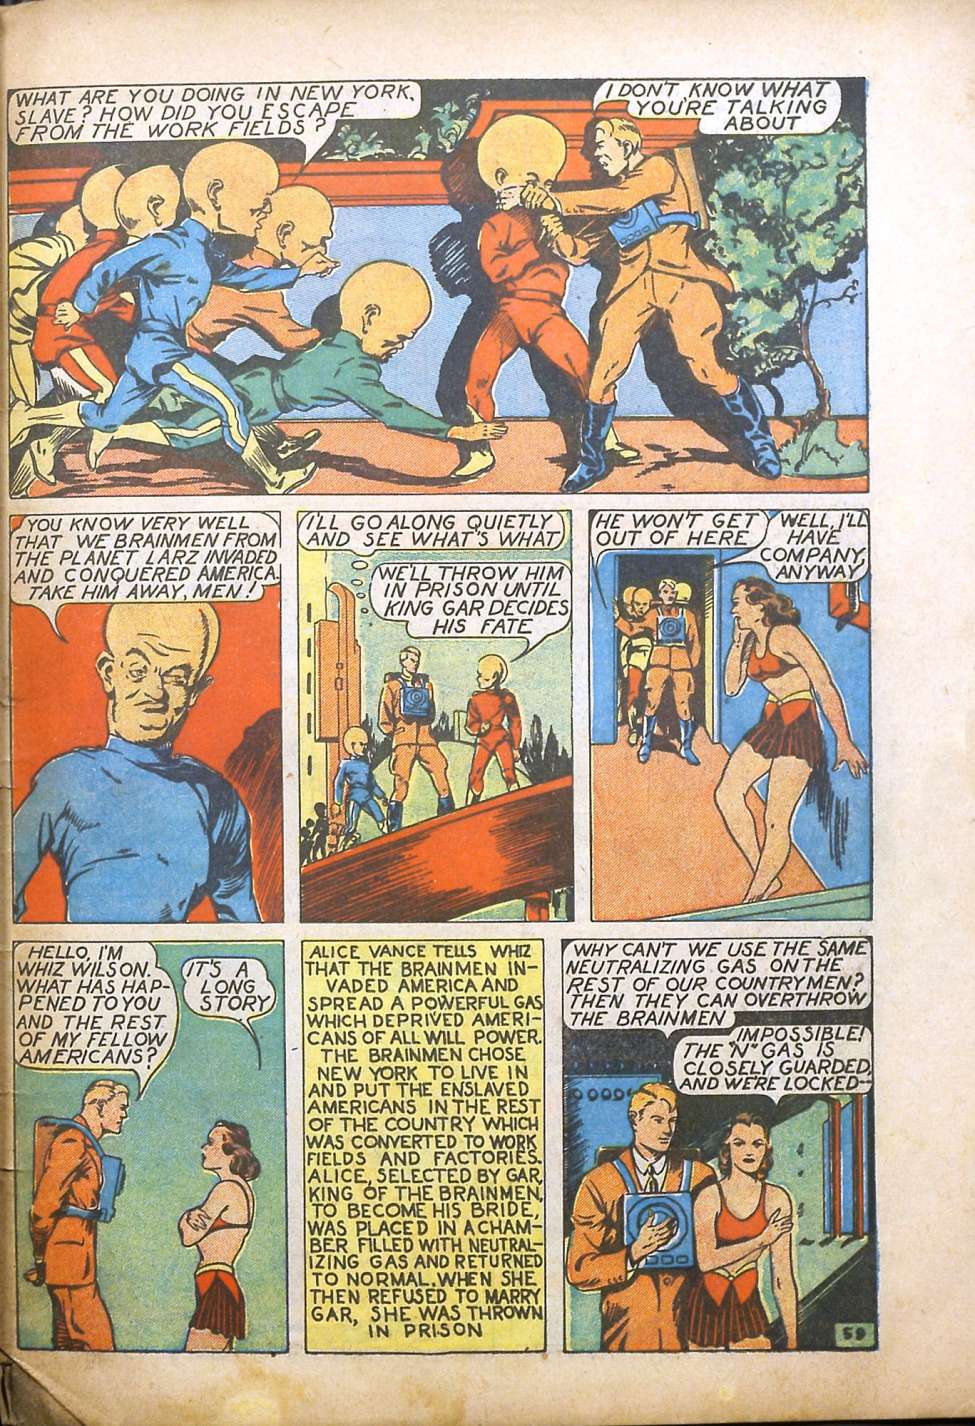 WHAT ARE YOU DOING IN NEW YORK,
SLAVE? HOW DID YOU ESCAPE
FROM THE WORK FIELDS?
I DON'T KNOW WHAT
YOU'RE TALKING
ABOUT
YOU KNOW VERY WELL
THAT WE BRAINMEN FROM
THE PLANET LARZ INVADED
AND CONQUERED AMERICA.
TAKE HIM AWAY, MEN!
I'LL GO ALONG QUIETLY
AND SEE WHAT'S WHAT
WE'LL THROW HIM
IN PRISON UNTIL
KING GAR DECIDES
HIS FATE
HE WON'T GET
OUT OF HERE
WELL, I'LL
HAVE
COMPANY,
ANYWAY
HELLO, I'M
WHIZ WILSON.
WHAT HAS HAP-
PENED TO YOU
AND THE REST
OF MY FELLOW
AMERICANS?
IT'S A
LONG
STORY
ALICE VANCE TELLS WHIZ
THAT THE BRAINMEN IN-
VADED AMERICA AND
SPREAD A POWERFUL GAS
WHICH DEPRIVED AMERI-
CANS OF ALL WILL POWER.
THE BRAINMEN CHOSE
NEW YORK TO LIVE IN
AND PUT THE ENSLAVED
AMERICANS IN THE REST
OF THE COUNTRY WHICH
WAS CONVERTED TO WORK
FIELDS AND FACTORIES.
ALICE, SELECTED BY GAR,
KING OF THE BRAINMEN,
TO BECOME HIS BRIDE,
WAS PLACED IN A CHAM-
BER FILLED WITH NEUTRAL-
IZING GAS AND RETURNED
TO NORMAL. WHEN SHE
THEN REFUSED TO MARRY
GAR, SHE WAS THROWN
IN PRISON
WHY CAN'T WE USE THE SAME
NEUTRALIZING GAS ON THE
REST OF OUR COUNTRYMEN?
THEN THEY CAN OVERTHROW
THE BRAINMEN
IMPOSSIBLE!
THE "N" GAS IS
CLOSELY GUARDED,
AND WE'RE LOCKED--
59